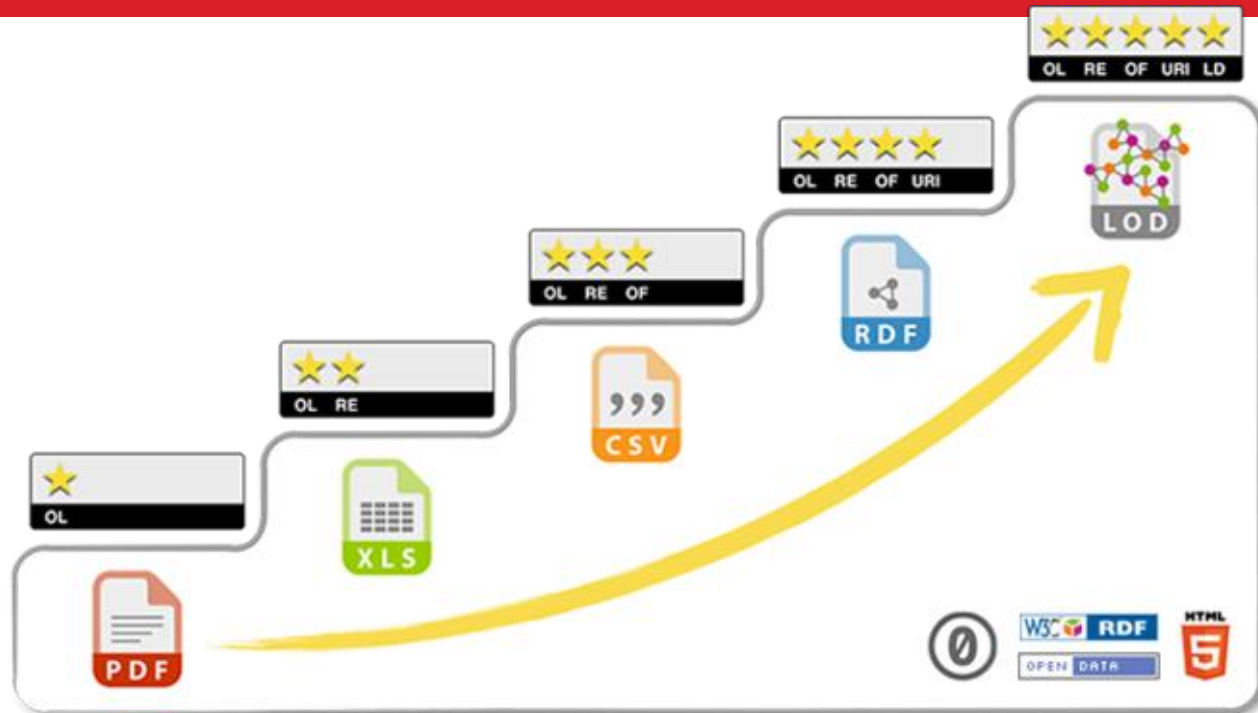 OL RE OF URI LD
LOD
OL RE OF URI
RDF
OL RE OF
CSV
OL RE
XLS
OL
PDF
0
W3C RDF
OPEN DATA
HTML
5